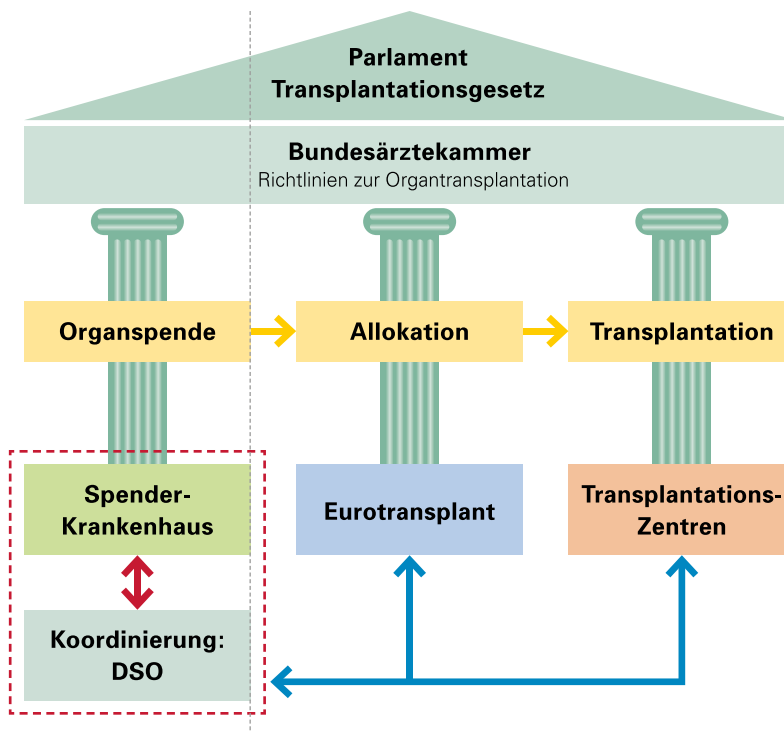 Parlament
Transplantationsgesetz
Bundesärztekammer
Richtlinien zur Organtransplantation
Organspende
Allokation
Transplantation
Spender-
Krankenhaus
Eurotransplant
Transplantations-
Zentren
Koordinierung:
DSO